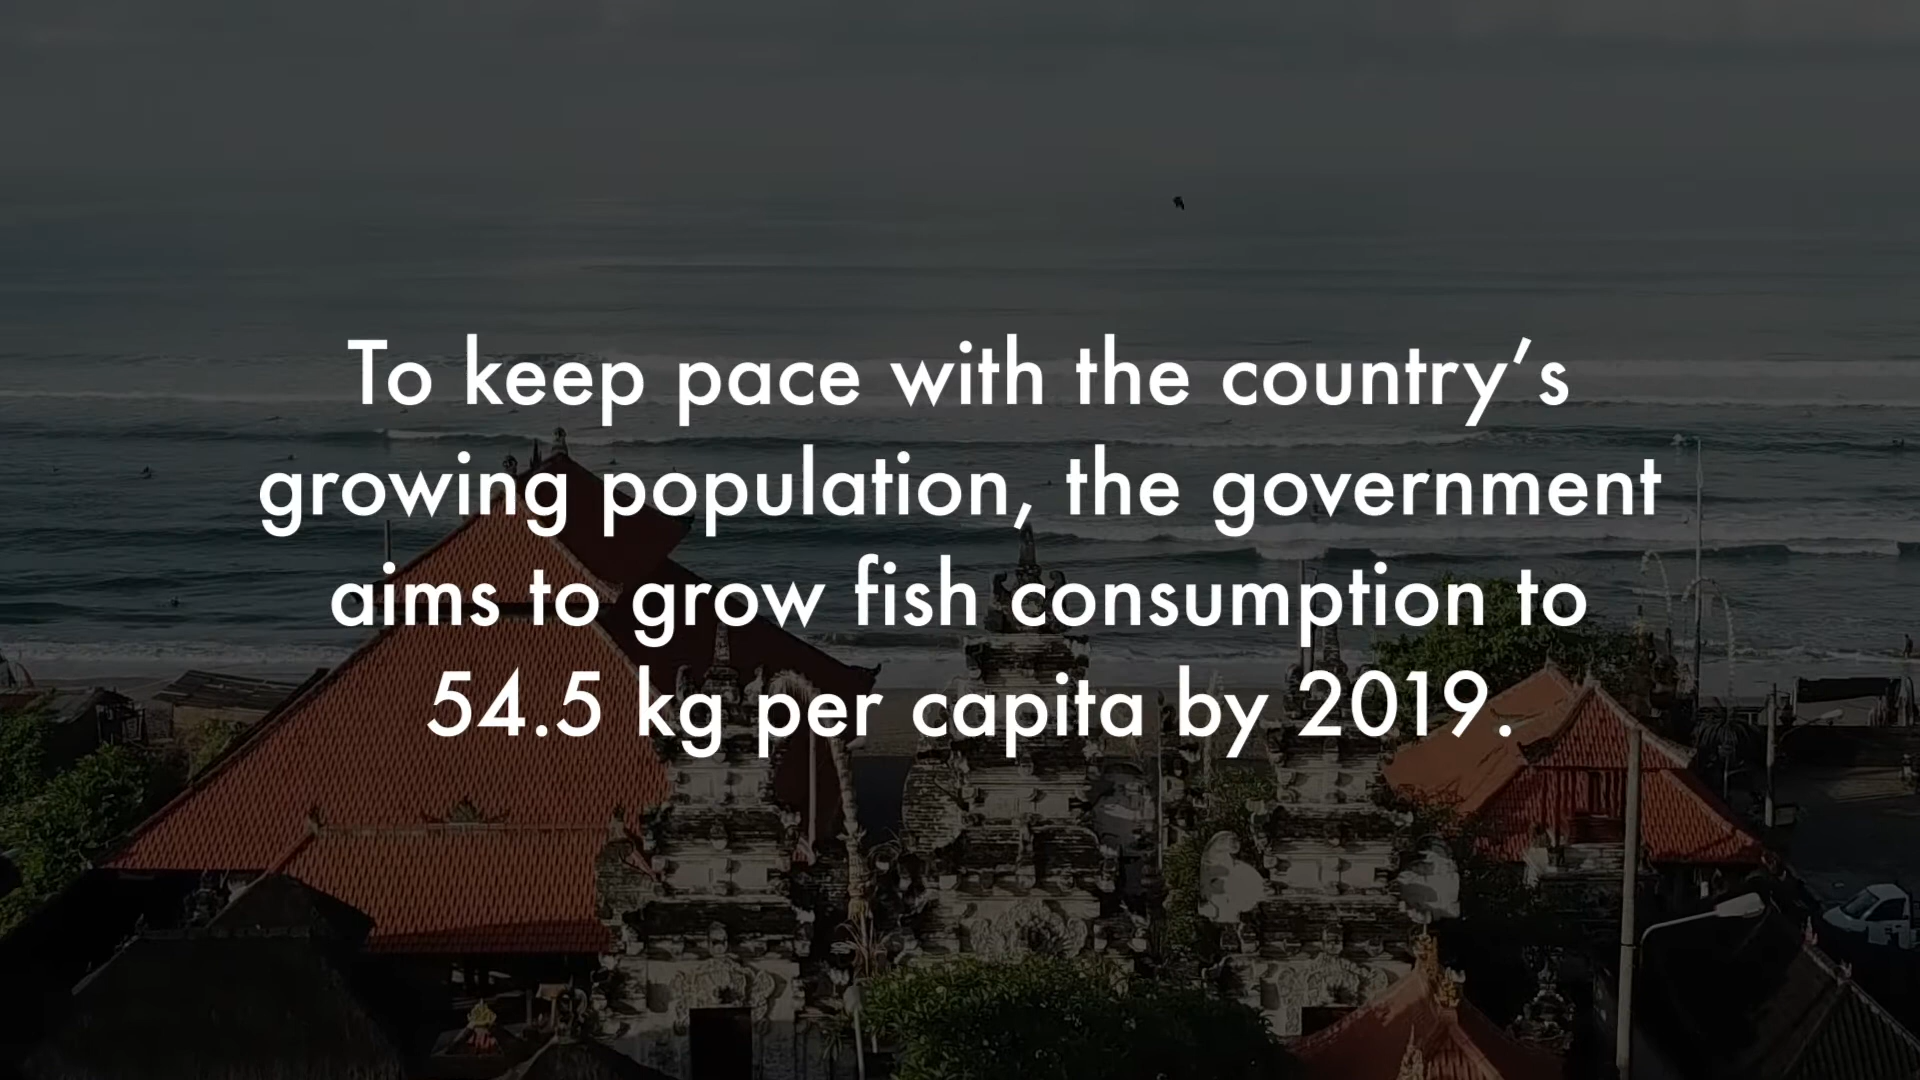 To keep pace with the country’s
growing population, the government
aims to grow fish consumption to
54.5 kg per capita by 2019.